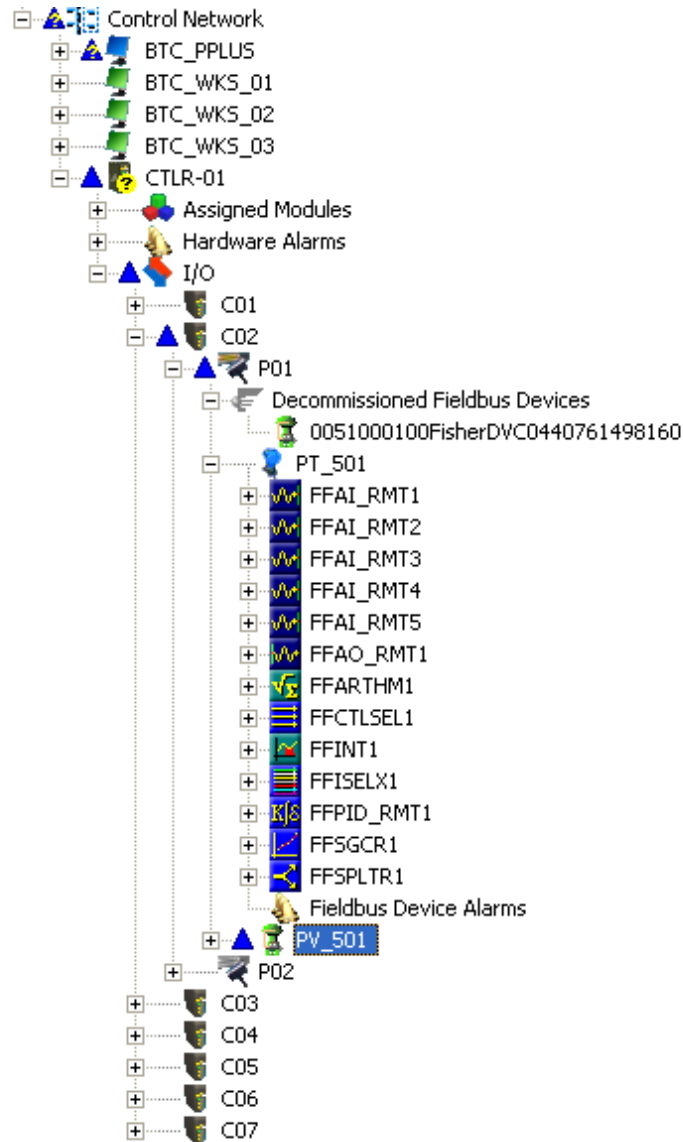 Control Network
BTC_PPLUS
BTC_WKS_01
BTC_WKS_02
BTC_WKS_03
CTLR-01
Assigned Modules
Hardware Alarms
I/O
C01
C02
P01
Decommissioned Fieldbus Devices
0051000100FisherDVC0440761498160
PT_501
FFAI_RMT1
FFAI_RMT2
FFAI_RMT3
FFAI_RMT4
FFAI_RMT5
FFAO_RMT1
FFARTHM1
FFCTLSEL1
FFINT1
FFISELX1
FFPID_RMT1
FFSGCR1
FFSPLTR1
Fieldbus Device Alarms
PV_501
P02
C03
C04
C05
C06
C07